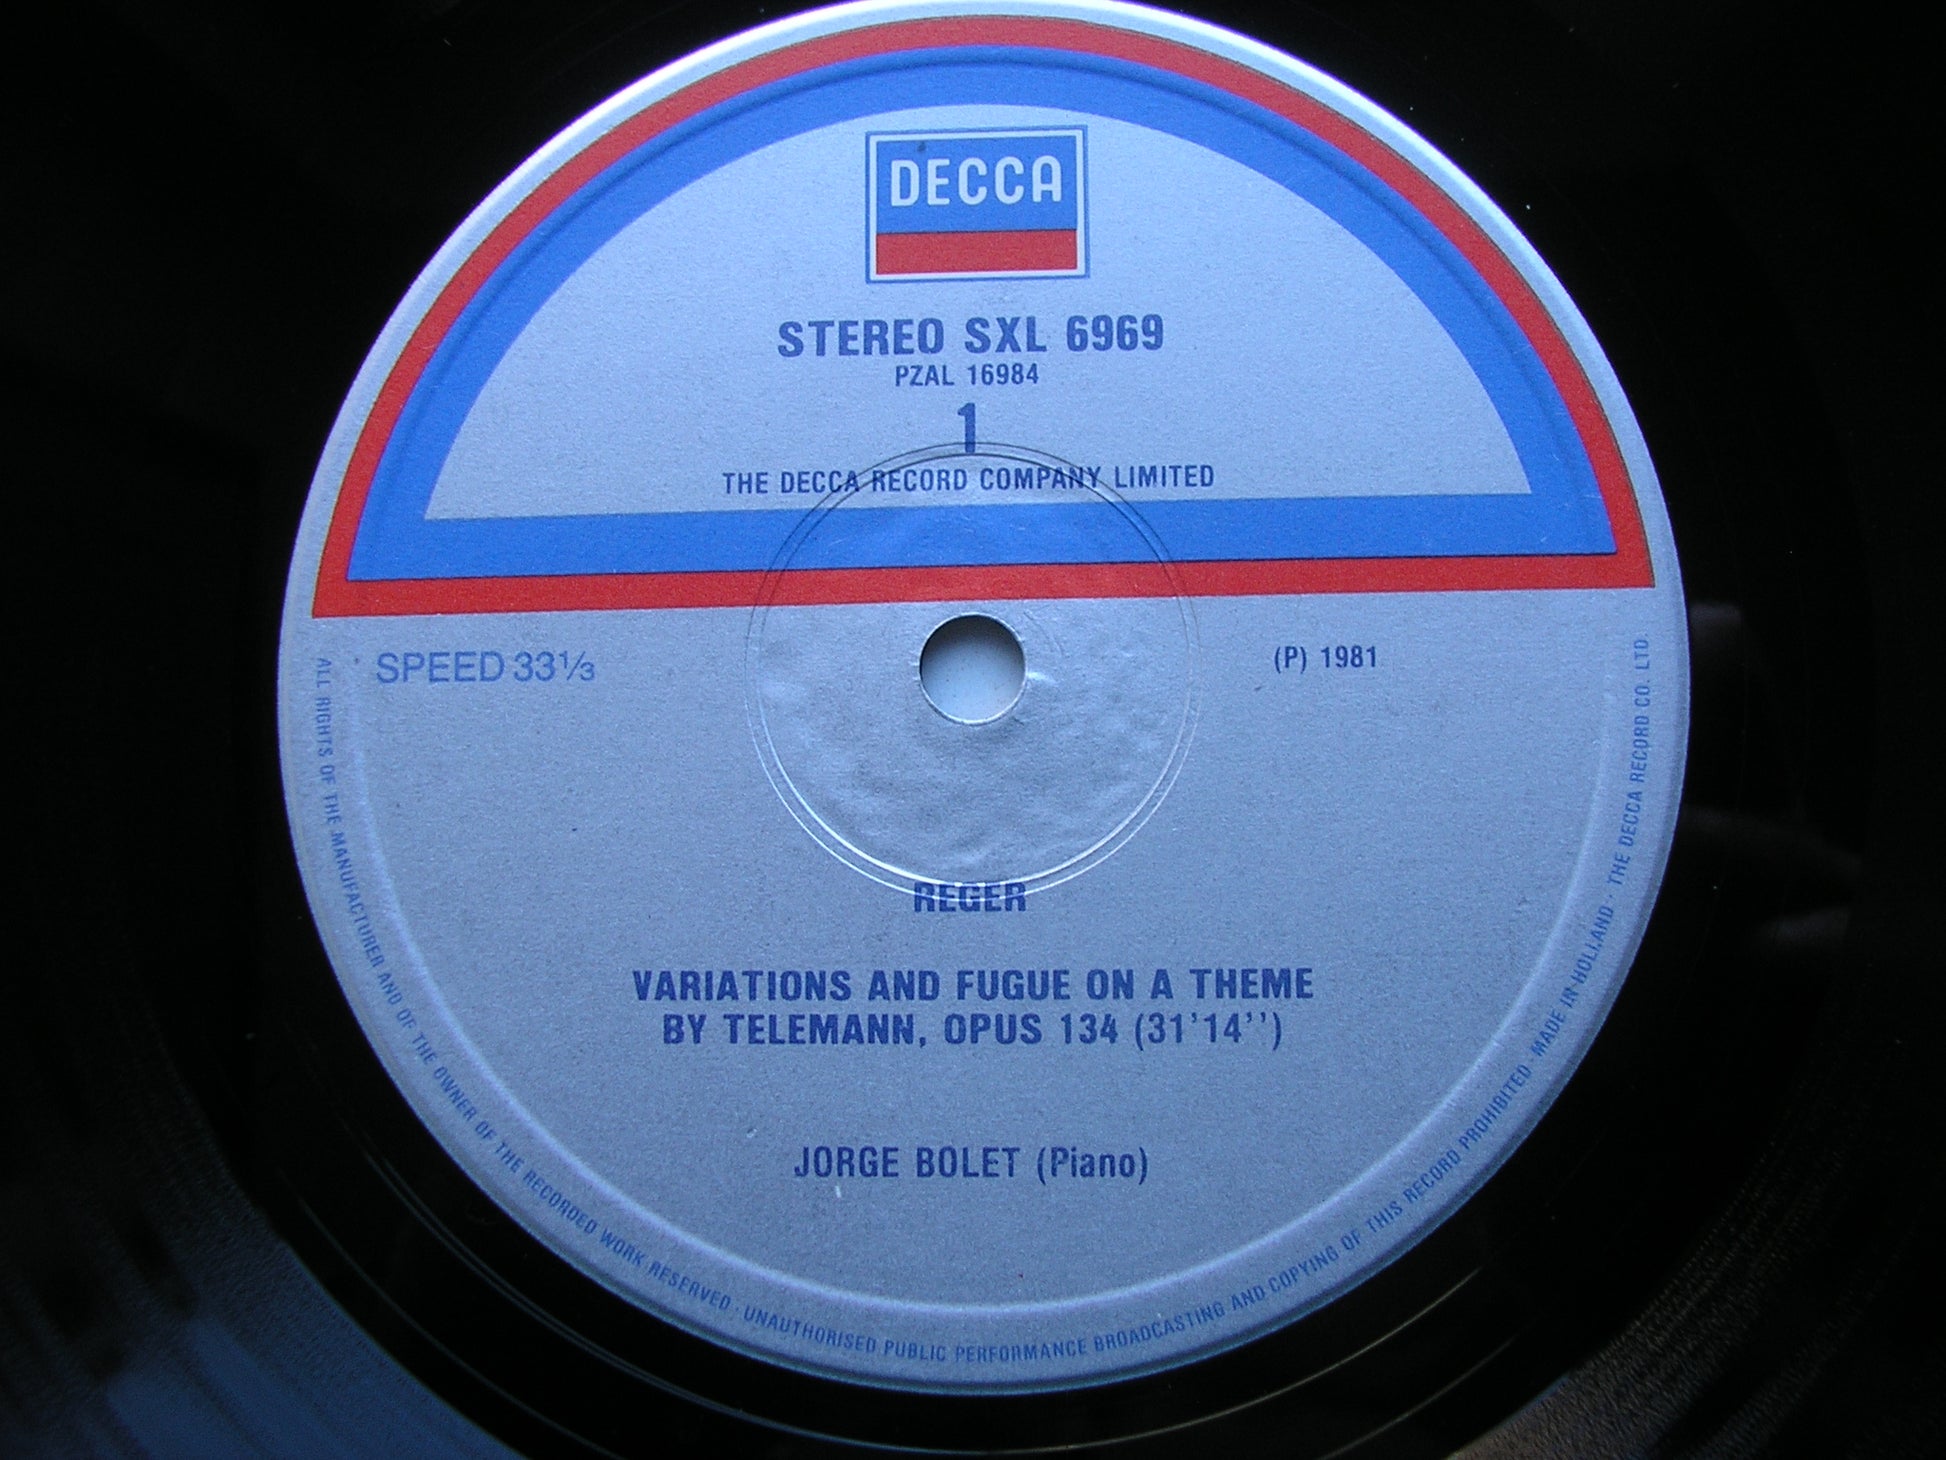 DECCA
STEREO SXL 6969
PZAL 16984
1
THE DECCA RECORD COMPANY LIMITED
SPEED 33⅓
(P) 1981
REGER
VARIATIONS AND FUGUE ON A THEME
BY TELEMANN, OPUS 134 (31'14'')
JORGE BOLET (Piano)
ALL RIGHTS OF THE MANUFACTURER AND OF THE OWNER OF THE RECORDED WORK RESERVED · UNAUTHORISED PUBLIC PERFORMANCE BROADCASTING AND COPYING OF THIS RECORD PROHIBITED · MADE IN HOLLAND · THE DECCA RECORD CO. LTD.